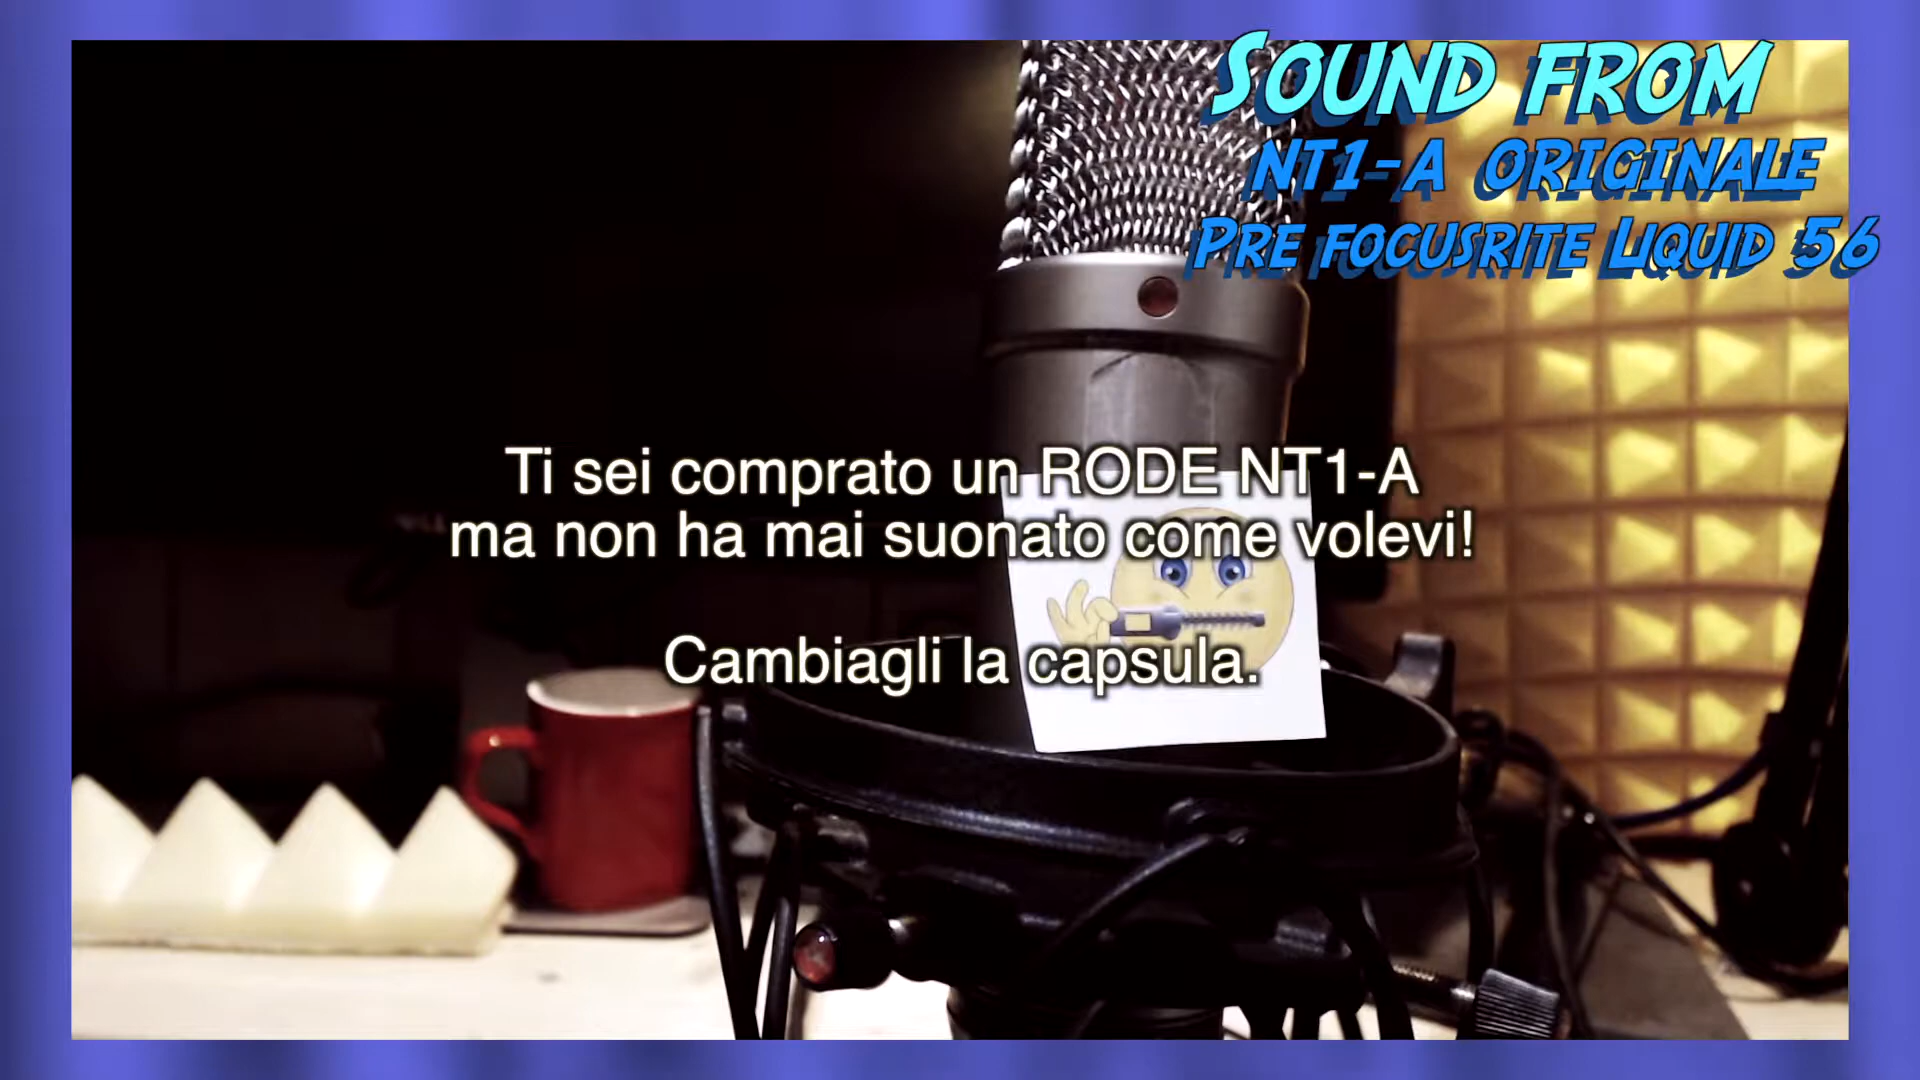 SOUND FROM
NT1-A ORIGINALE
PRE FOCUSRITE LIQUID 56
Ti sei comprato un RODE NT1-A
ma non ha mai suonato come volevi!
Cambiagli la capsula.